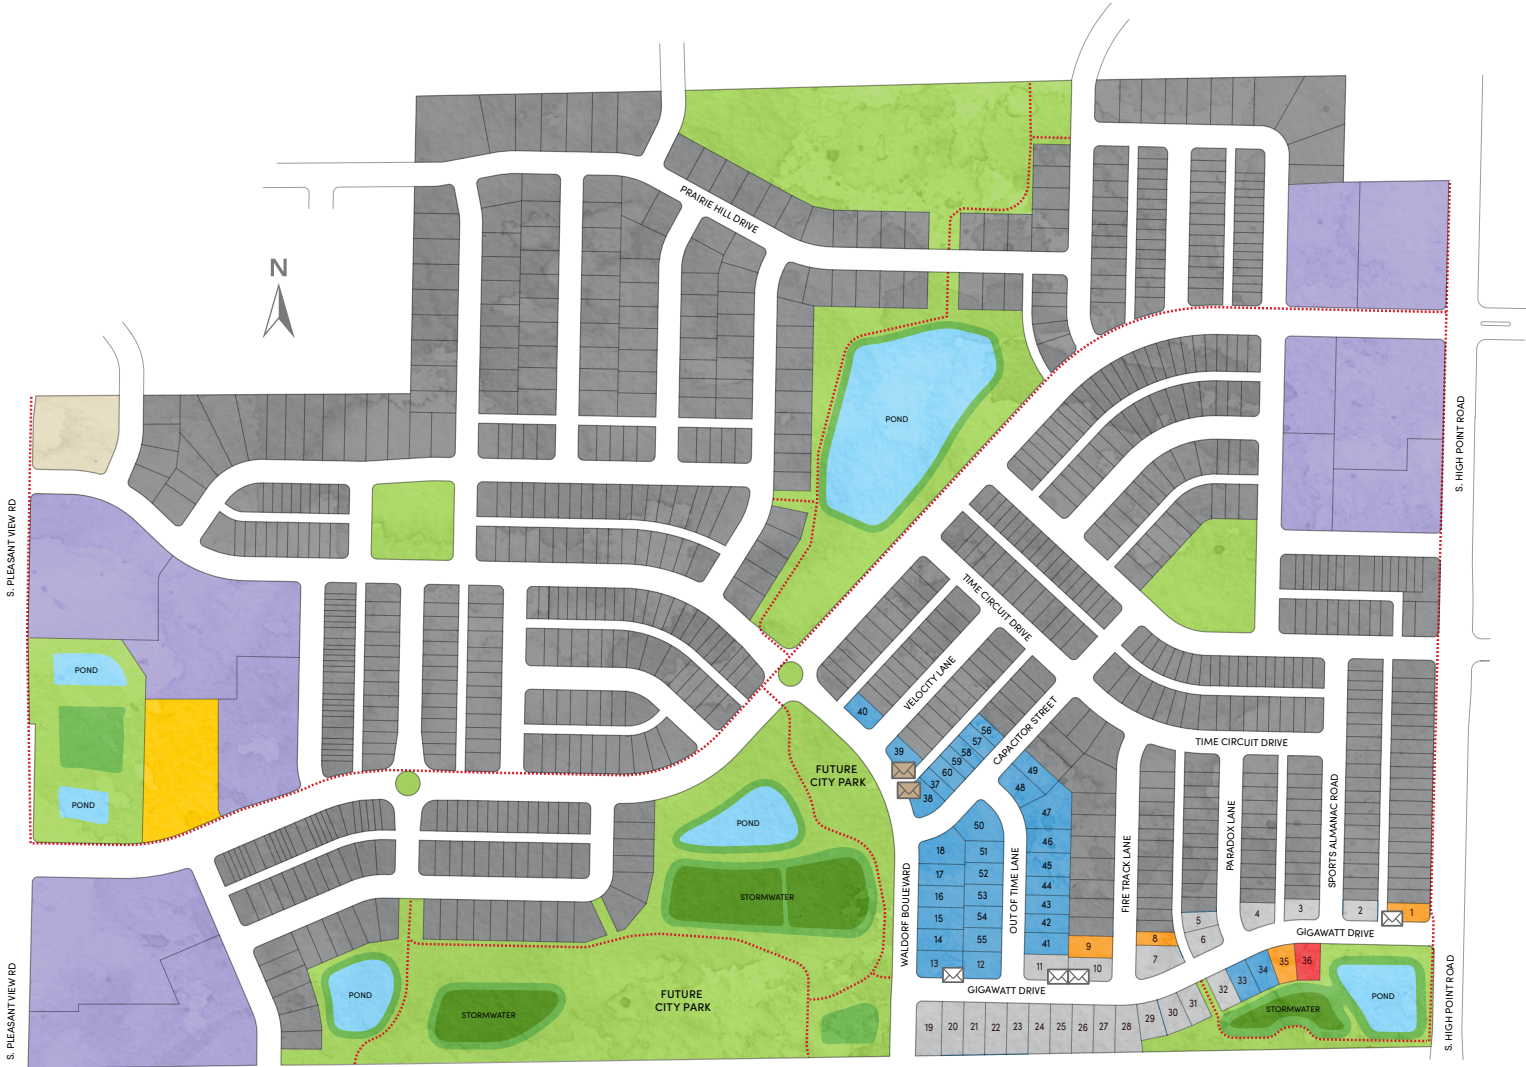 PRAIRIE HILL DRIVE
N
S. HIGH POINT ROAD
POND
S. PLEASANT VIEW RD
TIME CIRCUIT DRIVE
POND
VELOCITY LANE
40
CAPACITOR STREET
56
57
58
59
60
37
38
39
TIME CIRCUIT DRIVE
FUTURE
CITY PARK
49
48
47
POND
POND
50
46
45
44
43
42
41
18
17
16
15
14
13
51
52
53
54
55
12
WALDORF BOULEVARD
OUT OF TIME LANE
FIRE TRACK LANE
PARADOX LANE
SPORTS ALMANAC ROAD
STORMWATER
5
6
4
3
2
1
GIGAWATT DRIVE
8
7
9
10
11
GIGAWATT DRIVE
36
35
34
33
32
31
30
29
28
27
26
25
24
23
22
21
20
19
POND
STORMWATER
POND
STORMWATER
FUTURE
CITY PARK
S. PLEASANT VIEW RD
S. HIGH POINT ROAD